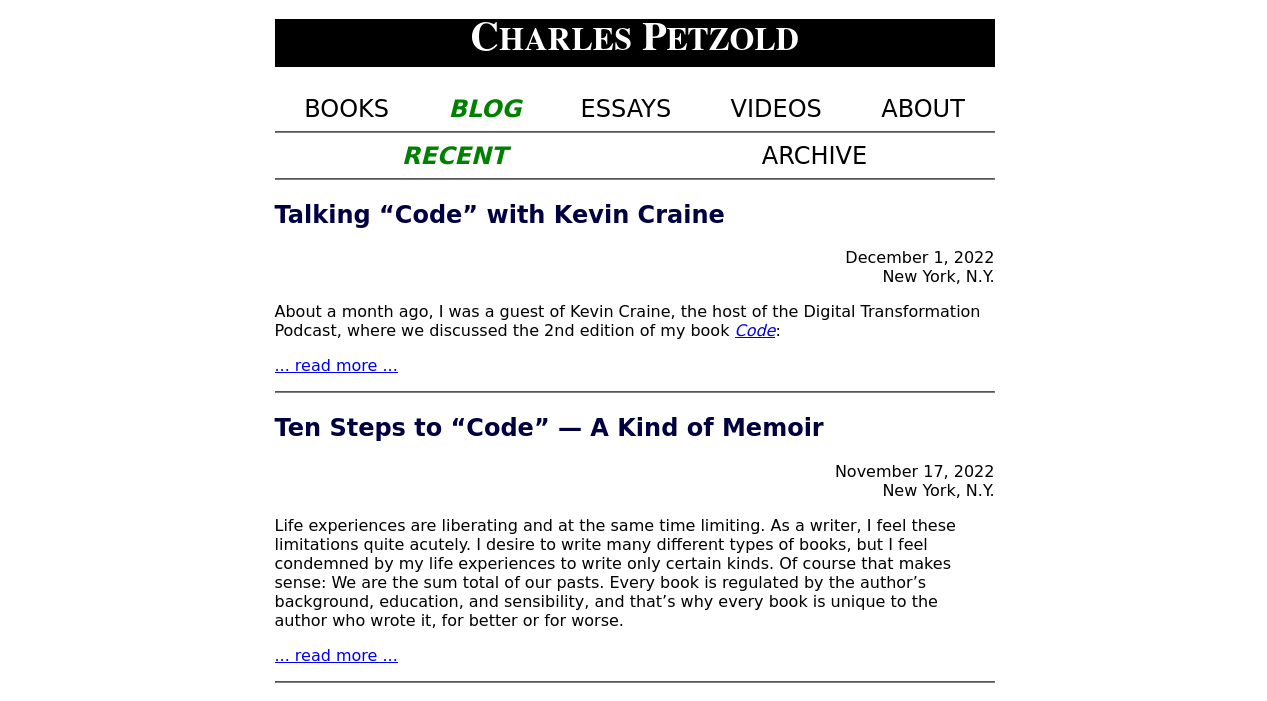 CHARLES PETZOLD
BOOKS BLOG ESSAYS VIDEOS ABOUT
RECENT ARCHIVE
Talking “Code” with Kevin Craine
December 1, 2022
New York, N.Y.
About a month ago, I was a guest of Kevin Craine, the host of the Digital Transformation
Podcast, where we discussed the 2nd edition of my book Code:
... read more ...
Ten Steps to “Code” — A Kind of Memoir
November 17, 2022
New York, N.Y.
Life experiences are liberating and at the same time limiting. As a writer, I feel these
limitations quite acutely. I desire to write many different types of books, but I feel
condemned by my life experiences to write only certain kinds. Of course that makes
sense: We are the sum total of our pasts. Every book is regulated by the author’s
background, education, and sensibility, and that’s why every book is unique to the
author who wrote it, for better or for worse.
... read more ...